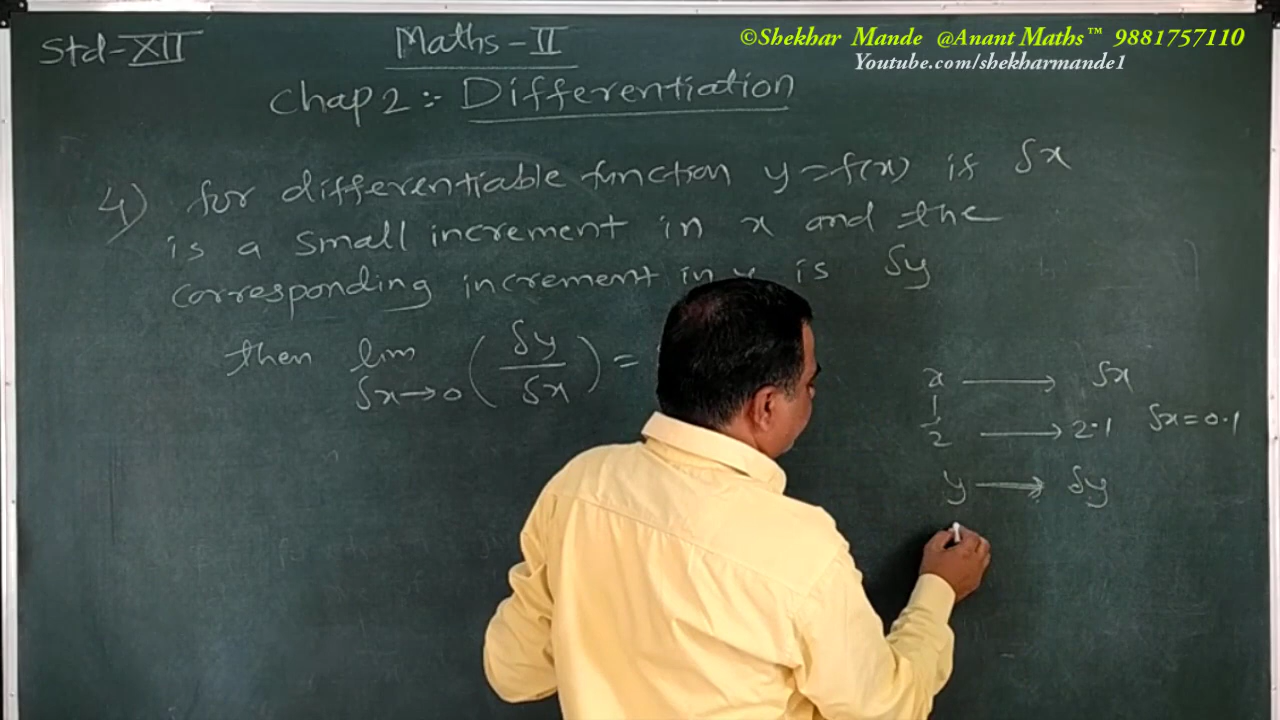 ©Shekhar Mande @Anant Maths™ 9881757110
Youtube.com/shekharmande1
Std-XII
Maths-II
Chap 2:- Differentiation
4) for differentiable function y=f(x) if δx
is a small increment in x and the
corresponding increment in y is δy
then lim δx→0 (δy/δx) =
x → δx
1
2 → 2.1 δx=0.1
y → δy